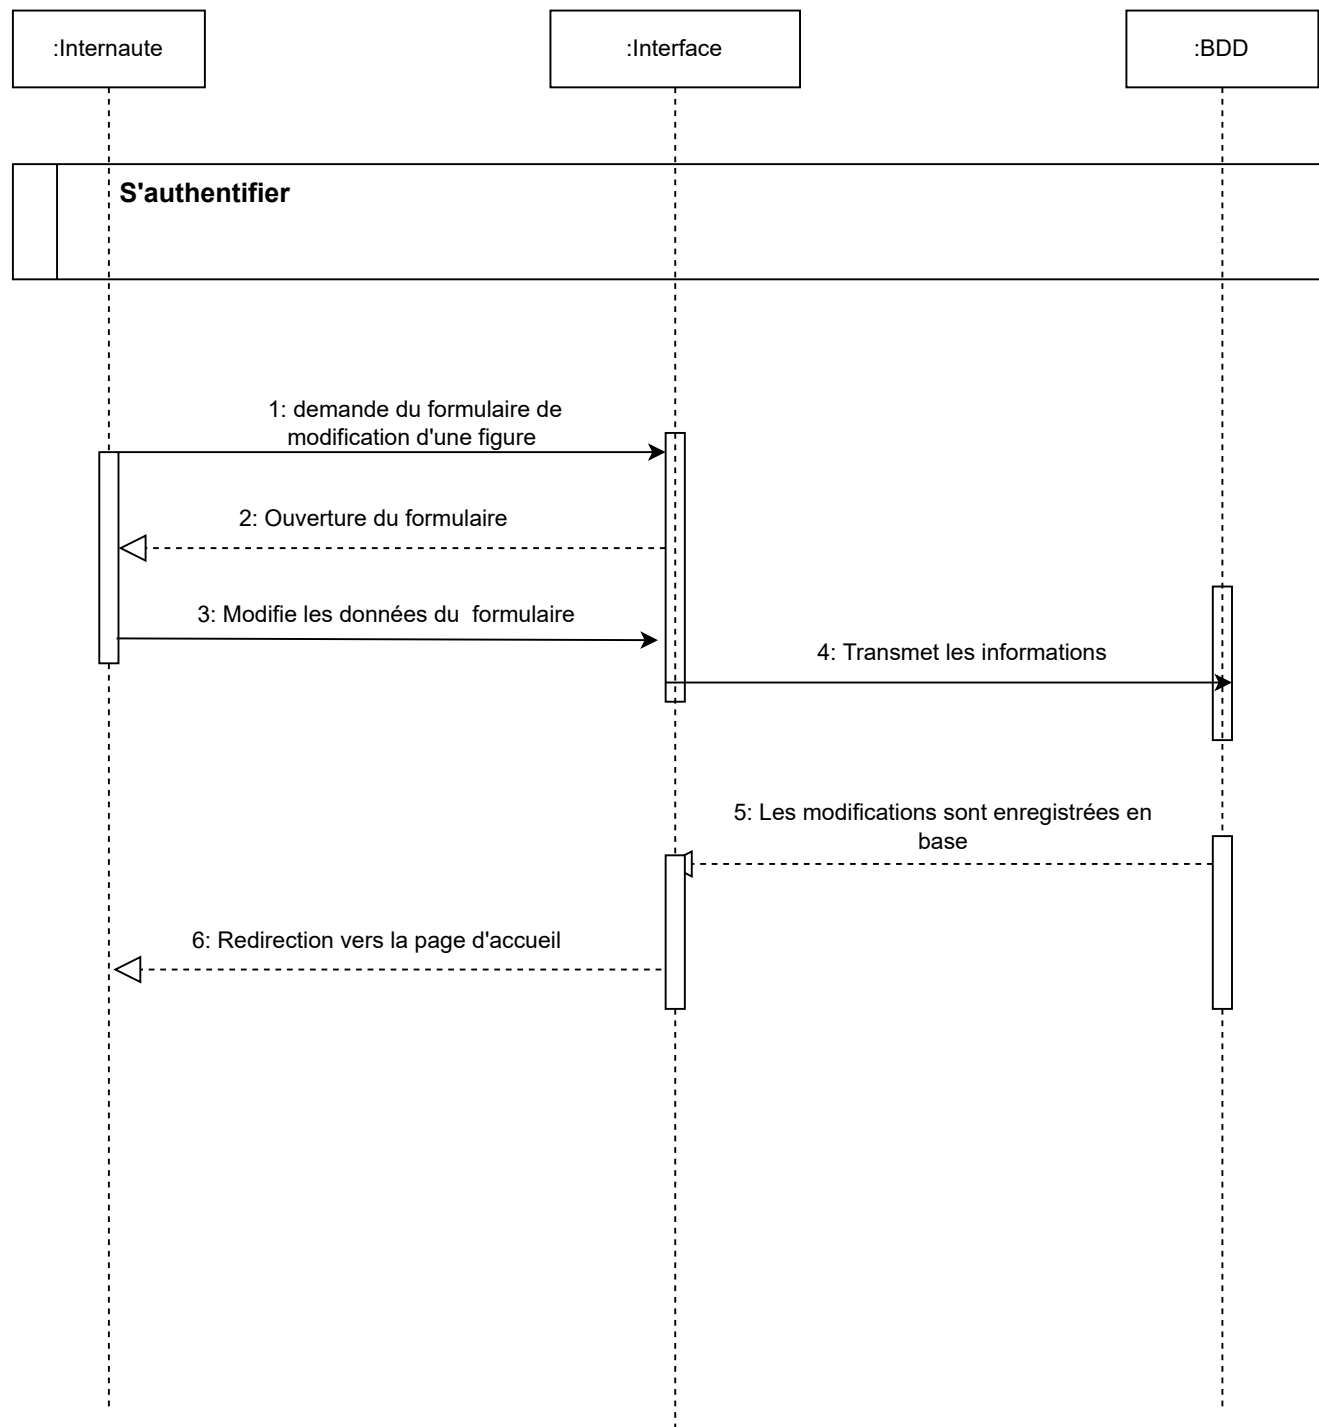 :Internaute
:Interface
:BDD
S'authentifier
1: demande du formulaire de
modification d'une figure
2: Ouverture du formulaire
3: Modifie les données du  formulaire
4: Transmet les informations
5: Les modifications sont enregistrées en
base
6: Redirection vers la page d'accueil